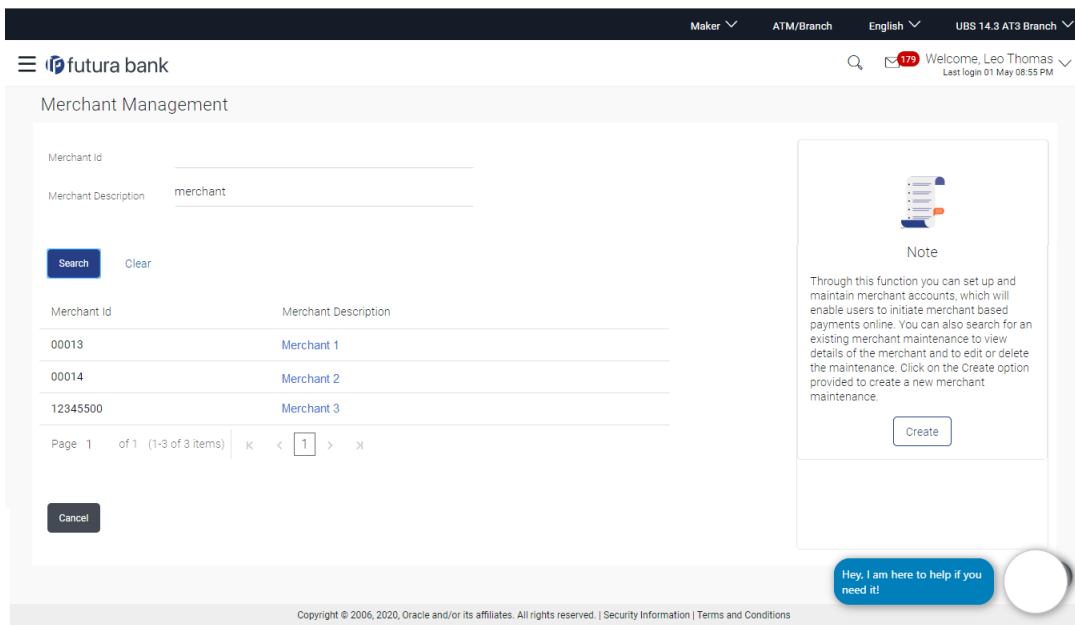 Maker ATM/Branch English UBS 14.3 AT3 Branch
futura bank 179 Welcome, Leo Thomas
Last login 01 May 08:55 PM
Merchant Management
Merchant Id
Merchant Description merchant
Search Clear
Merchant Id Merchant Description
00013 Merchant 1
00014 Merchant 2
12345500 Merchant 3
Page 1 of 1 (1-3 of 3 items) 1
Cancel
Note
Through this function you can set up and
maintain merchant accounts, which will
enable users to initiate merchant based
payments online. You can also search for an
existing merchant maintenance to view
details of the merchant and to edit or delete
the maintenance. Click on the Create option
provided to create a new merchant
maintenance.
Create
Hey, I am here to help if you
need it!
Copyright © 2006, 2020, Oracle and/or its affiliates. All rights reserved. | Security Information | Terms and Conditions